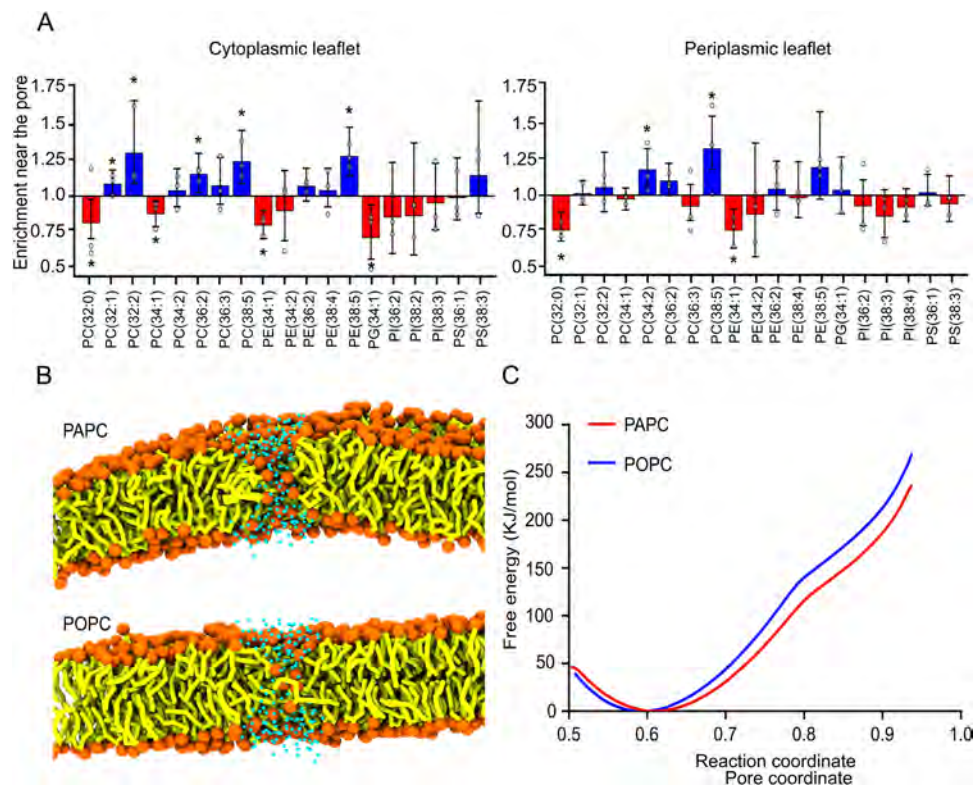 A
Cytoplasmic leaflet
Periplasmic leaflet
Enrichment near the pore
1.75
1.5
1.25
1.0
0.75
0.5
* * * * * * * * *
PC(32:0)
PC(32:1)
PC(32:2)
PC(34:1)
PC(34:2)
PC(36:2)
PC(36:3)
PC(38:5)
PE(34:1)
PE(34:2)
PE(36:2)
PE(38:4)
PE(38:5)
PG(34:1)
PI(36:2)
PI(38:2)
PI(38:3)
PS(36:1)
PS(38:3)
1.75
1.5
1.25
1.0
0.75
0.5
* * * *
PC(32:0)
PC(32:1)
PC(32:2)
PC(34:1)
PC(34:2)
PC(36:2)
PC(36:3)
PC(38:5)
PE(34:1)
PE(34:2)
PE(36:2)
PE(38:4)
PE(38:5)
PG(34:1)
PI(36:2)
PI(38:3)
PI(38:4)
PS(36:1)
PS(38:3)
B
PAPC
POPC
C
PAPC
POPC
Free energy (KJ/mol)
300
250
200
150
100
50
0
0.5 0.6 0.7 0.8 0.9 1.0
Reaction coordinate
Pore coordinate